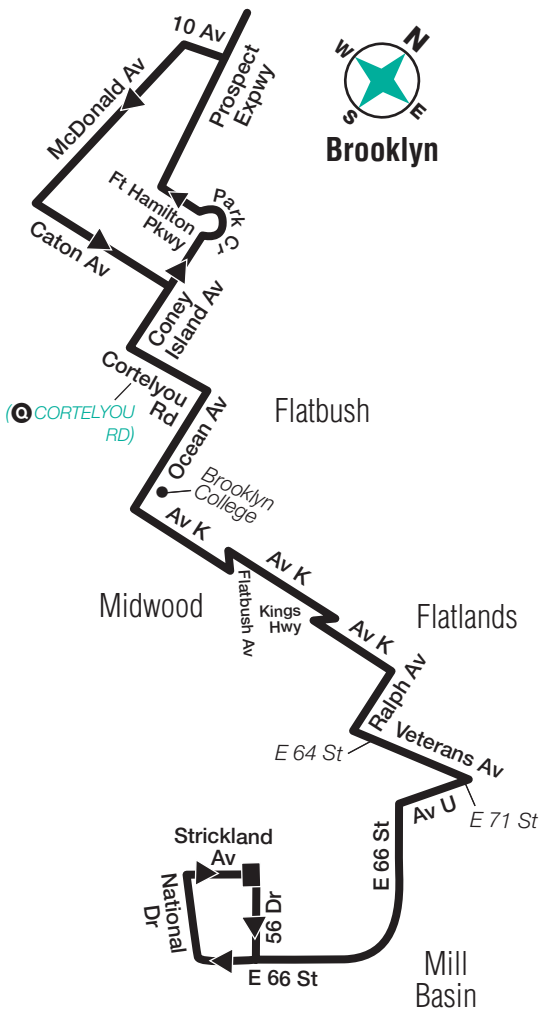 10 Av
N
W
S
E
Brooklyn
McDonald Av
Prospect
Expwy
Ft Hamilton
Pkwy
Park Cr
Caton Av
Coney
Island Av
Cortelyou
Rd
(Q CORTELYOU
RD)
Ocean Av
Flatbush
Brooklyn
College
Av K
Midwood
Flatbush Av
Av K
Kings
Hwy
Av K
Flatlands
Ralph Av
E 64 St
Veterans Av
Av U
E 71 St
E 66 St
Strickland
Av
National
Dr
56 Dr
E 66 St
Mill
Basin